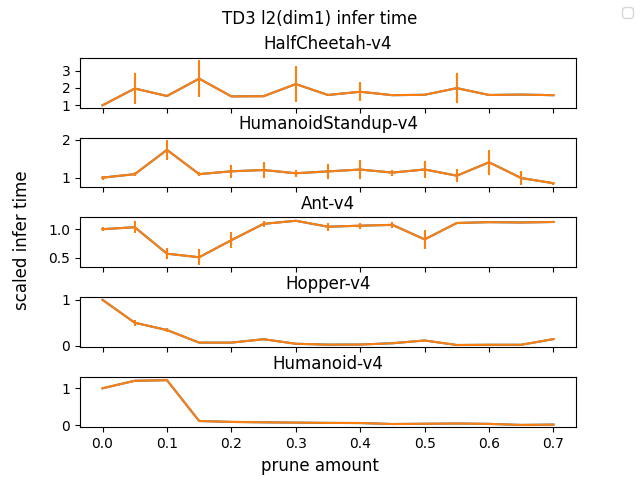 TD3 l2(dim1) infer time
HalfCheetah-v4
3
2
1
HumanoidStandup-v4
2
1
Ant-v4
1.0
0.5
Hopper-v4
1
0
Humanoid-v4
1
0
0.0 0.1 0.2 0.3 0.4 0.5 0.6 0.7
prune amount
scaled infer time